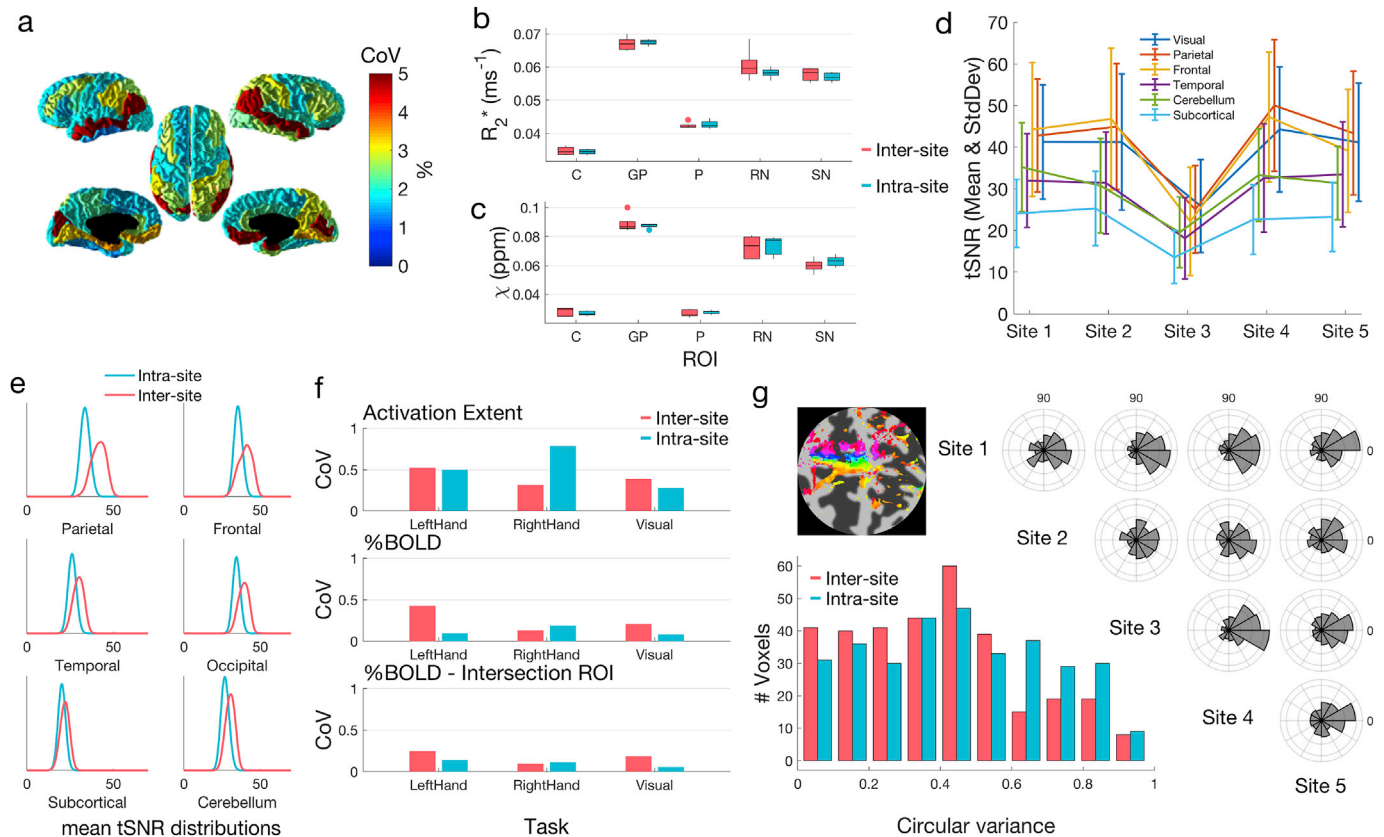 a
CoV
5
4
3
2
1
0
%
b
R2* (ms-1)
0.07
0.06
0.05
0.04
C GP P RN SN
Inter-site
Intra-site
c
χ (ppm)
0.1
0.08
0.06
0.04
C GP P RN SN
ROI
d
tSNR (Mean & StdDev)
70
60
50
40
30
20
10
0
Visual
Parietal
Frontal
Temporal
Cerebellum
Subcortical
Site 1 Site 2 Site 3 Site 4 Site 5
e
Intra-site
Inter-site
0 50 0 50
Parietal Frontal
0 50 0 50
Temporal Occipital
0 50 0 50
Subcortical Cerebellum
mean tSNR distributions
f
Activation Extent
Inter-site
Intra-site
CoV
1
0.5
0
LeftHand RightHand Visual
%BOLD
CoV
1
0.5
0
LeftHand RightHand Visual
%BOLD - Intersection ROI
CoV
1
0.5
0
LeftHand RightHand Visual
Task
g
Inter-site
Intra-site
# Voxels
60
50
40
30
20
10
0
0 0.2 0.4 0.6 0.8 1
Circular variance
90 90 90 90
Site 1
0
Site 2
0
Site 3
0
Site 4
0
Site 5